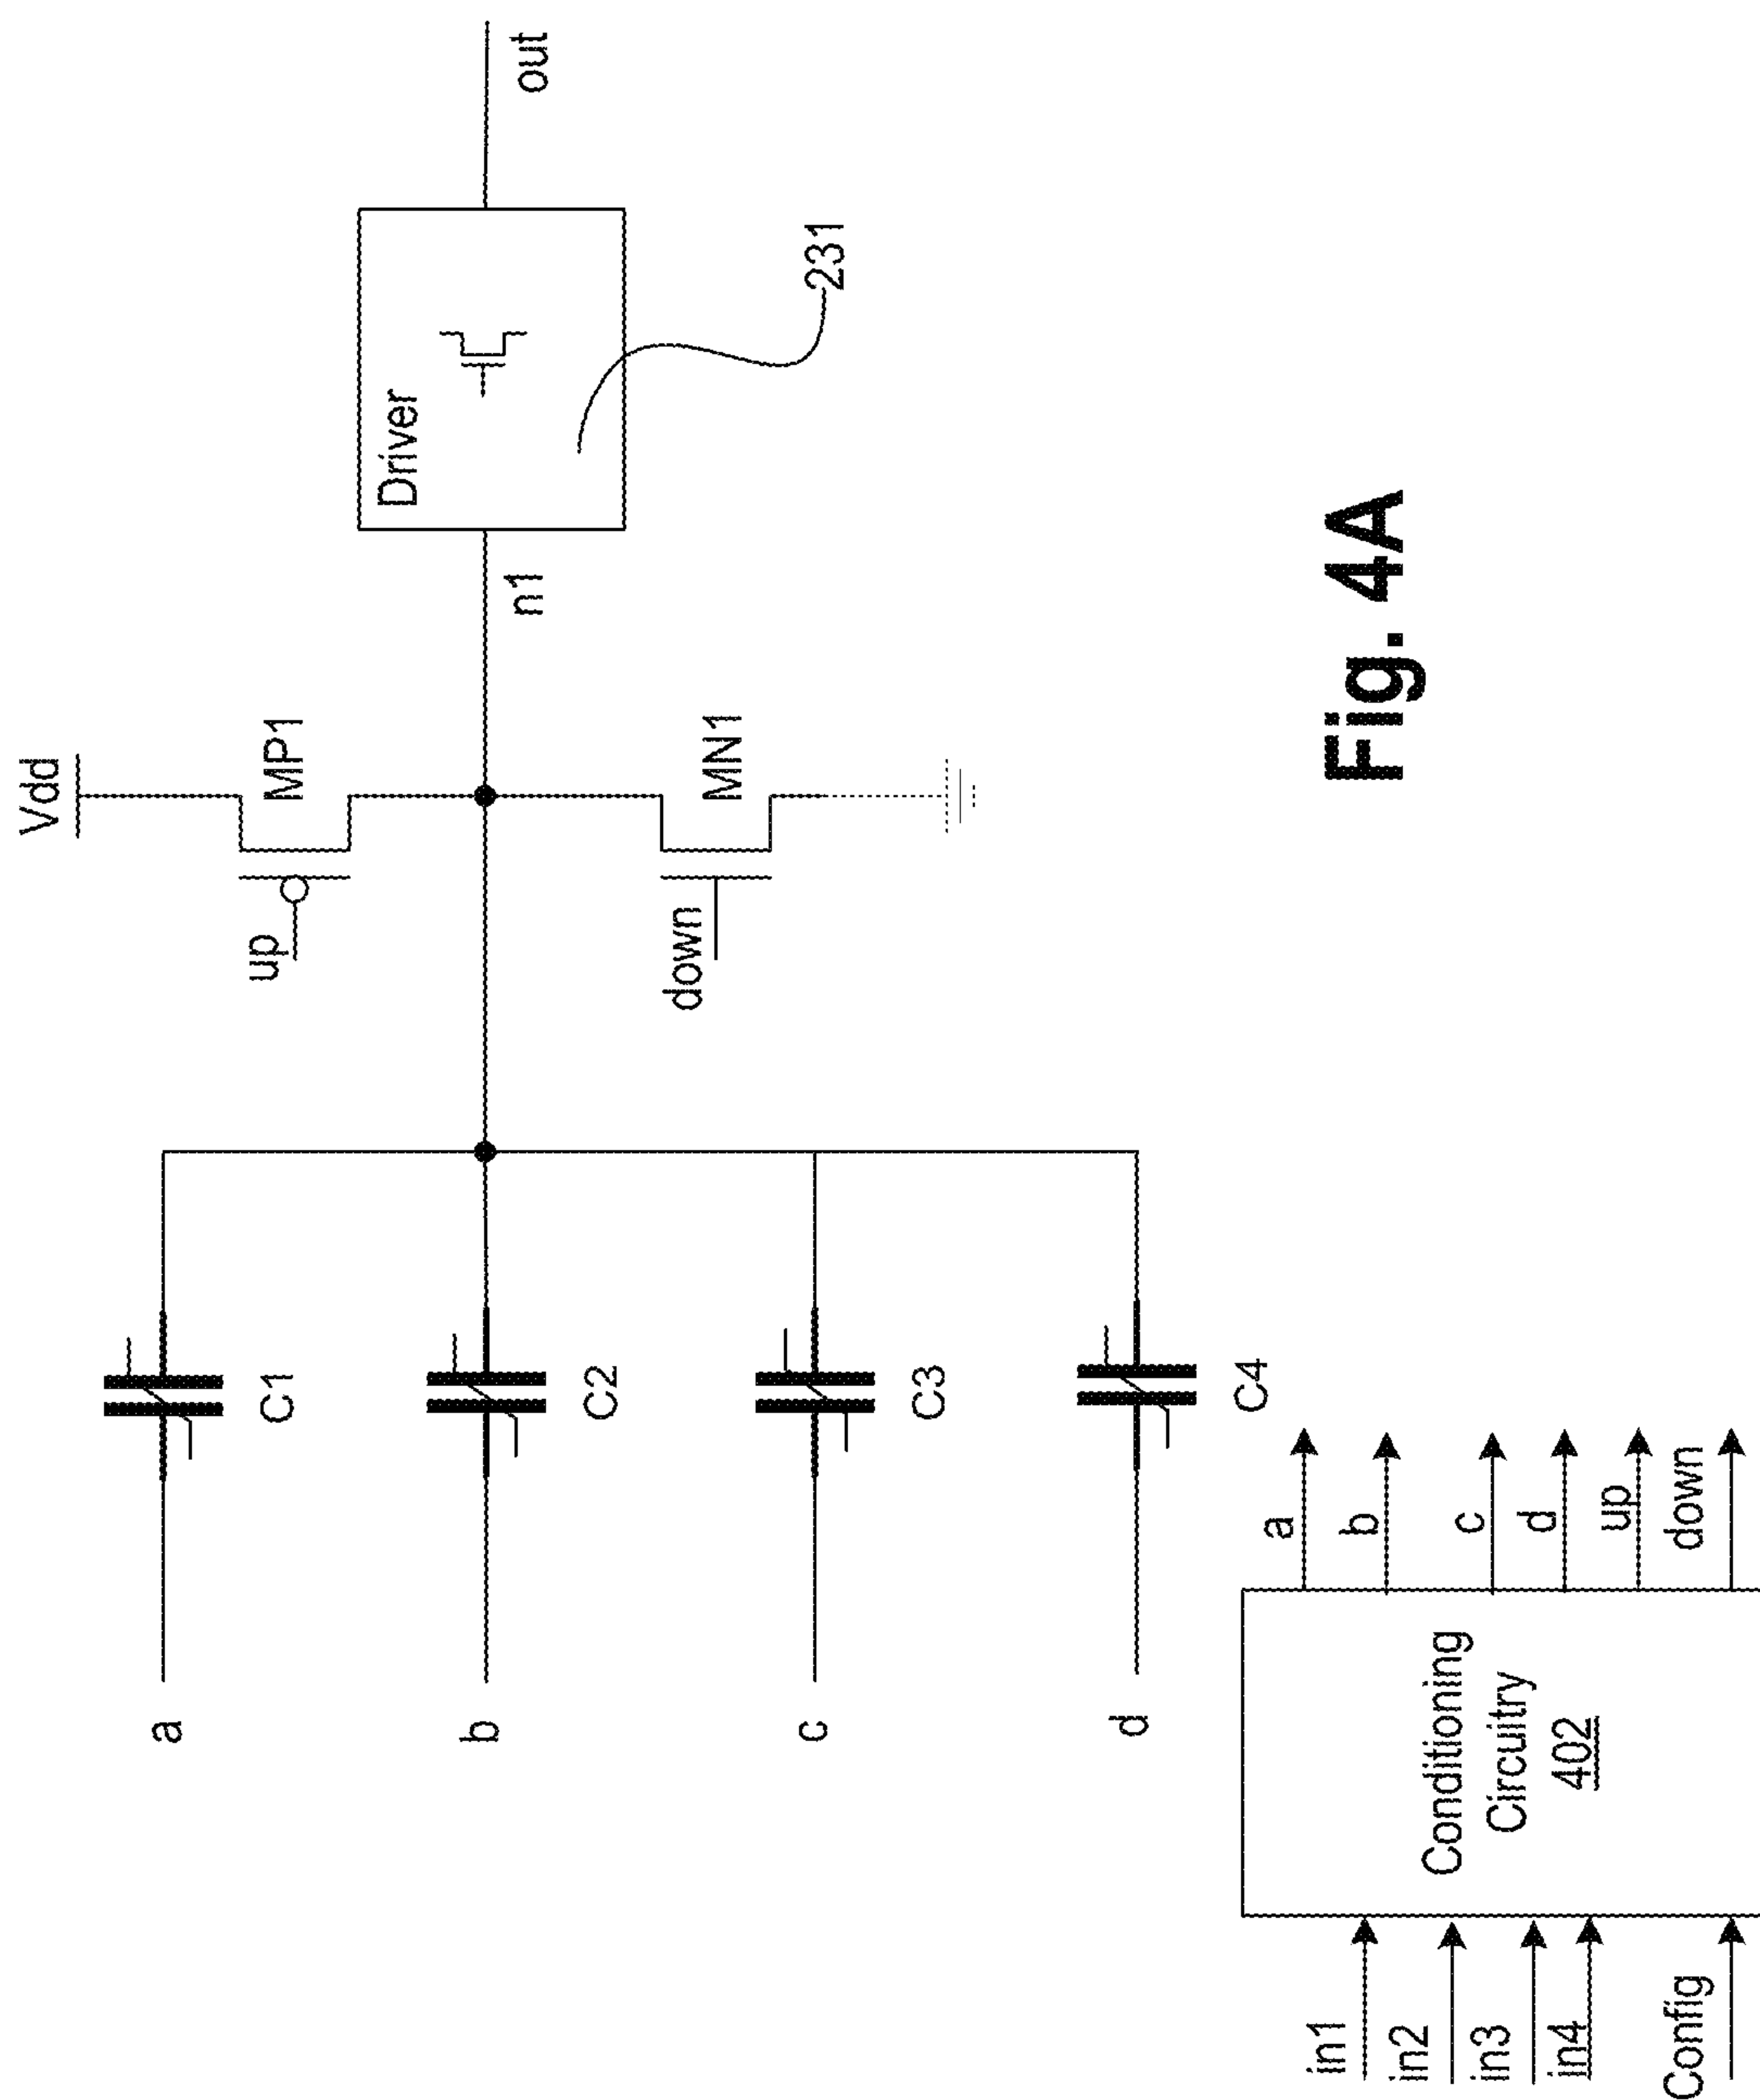 Vdd
up
MP1
a
C1
b
C2
n1
Driver
out
down
MN1
231
c
C3
d
C4
in1
in2
in3
in4
Config
Conditioning
Circuitry
402
a
b
c
d
up
down
Fig. 4A